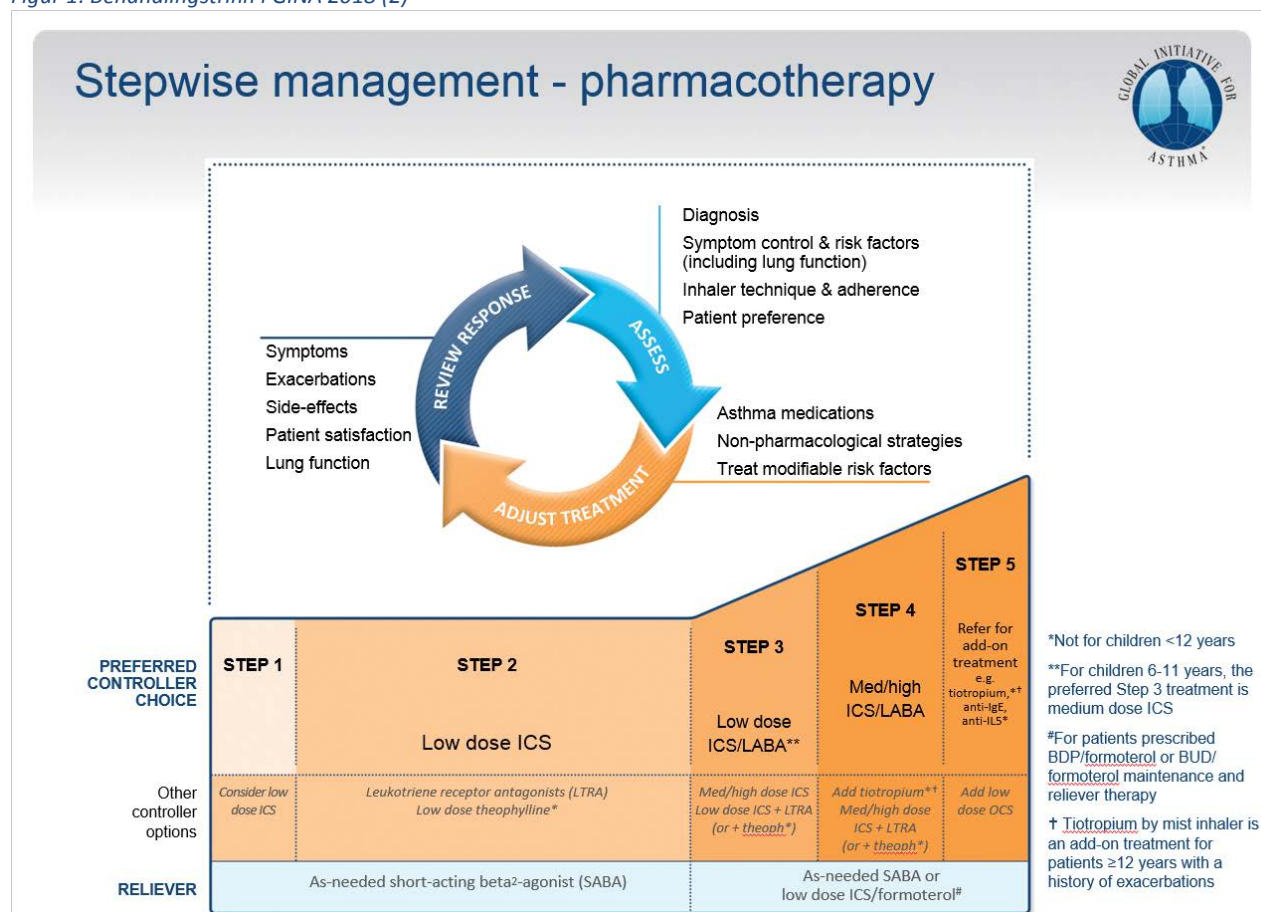 Figur 1: Behandlingstrinn i GINA 2018 (2)
Stepwise management - pharmacotherapy
GLOBAL INITIATIVE FOR
ASTHMA
Diagnosis
Symptom control & risk factors
(including lung function)
Inhaler technique & adherence
Patient preference
REVIEW RESPONSE
ASSESS
ADJUST TREATMENT
Symptoms
Exacerbations
Side-effects
Patient satisfaction
Lung function
Asthma medications
Non-pharmacological strategies
Treat modifiable risk factors
PREFERRED
CONTROLLER
CHOICE
STEP 1
STEP 2
Low dose ICS
STEP 3
Low dose
ICS/LABA**
STEP 4
Med/high
ICS/LABA
STEP 5
Refer for
add-on
treatment
e.g.
tiotropium,*†
anti-IgE,
anti-IL5*
Other
controller
options
Consider low
dose ICS
Leukotriene receptor antagonists (LTRA)
Low dose theophylline*
Med/high dose ICS
Low dose ICS + LTRA
(or + theoph*)
Add tiotropium*†
Med/high dose
ICS + LTRA
(or + theoph*)
Add low
dose OCS
RELIEVER
As-needed short-acting beta2-agonist (SABA)
As-needed SABA or
low dose ICS/formoterol#
*Not for children <12 years
**For children 6-11 years, the
preferred Step 3 treatment is
medium dose ICS
#For patients prescribed
BDP/formoterol or BUD/
formoterol maintenance and
reliever therapy
† Tiotropium by mist inhaler is
an add-on treatment for
patients ≥12 years with a
history of exacerbations